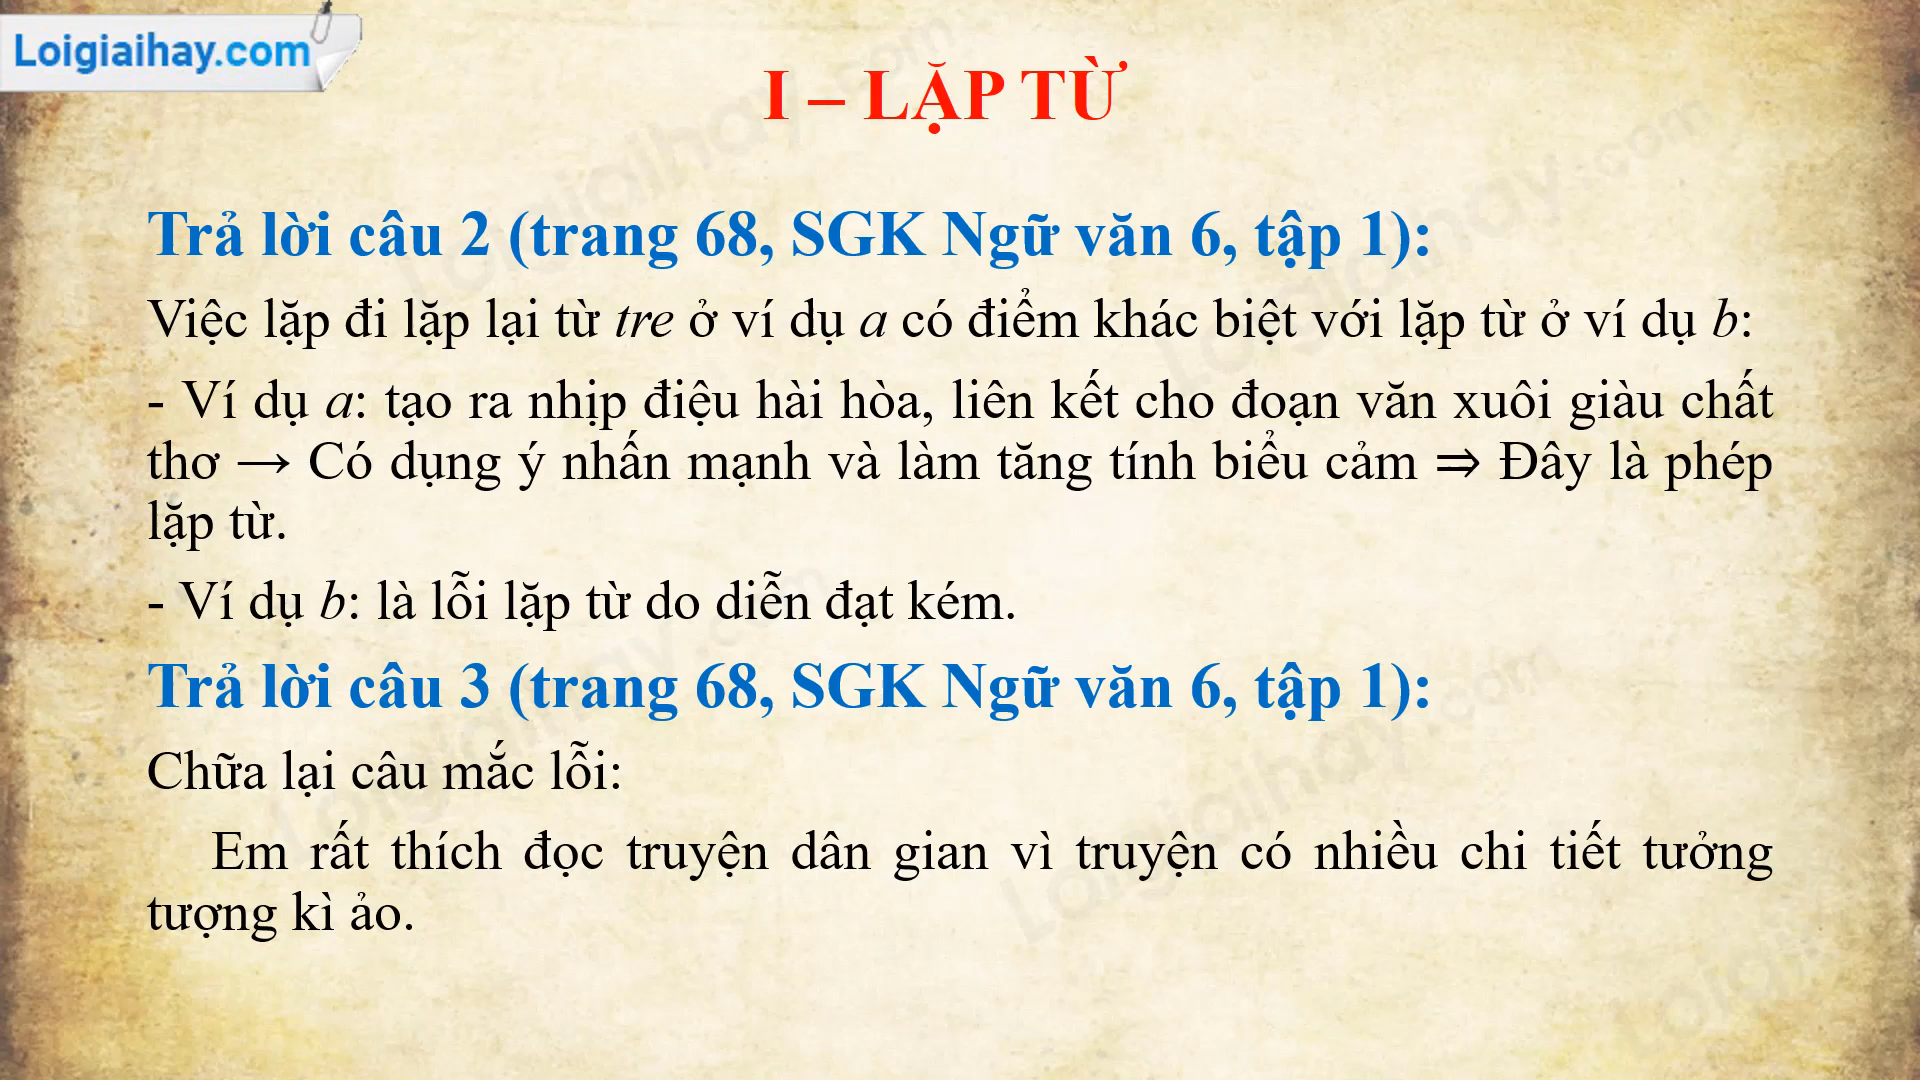 Loigiaihay.com
I – LẶP TỪ
Trả lời câu 2 (trang 68, SGK Ngữ văn 6, tập 1):
Việc lặp đi lặp lại từ tre ở ví dụ a có điểm khác biệt với lặp từ ở ví dụ b:
- Ví dụ a: tạo ra nhịp điệu hài hòa, liên kết cho đoạn văn xuôi giàu chất
thơ → Có dụng ý nhấn mạnh và làm tăng tính biểu cảm ⇒ Đây là phép
lặp từ.
- Ví dụ b: là lỗi lặp từ do diễn đạt kém.
Trả lời câu 3 (trang 68, SGK Ngữ văn 6, tập 1):
Chữa lại câu mắc lỗi:
Em rất thích đọc truyện dân gian vì truyện có nhiều chi tiết tưởng
tượng kì ảo.